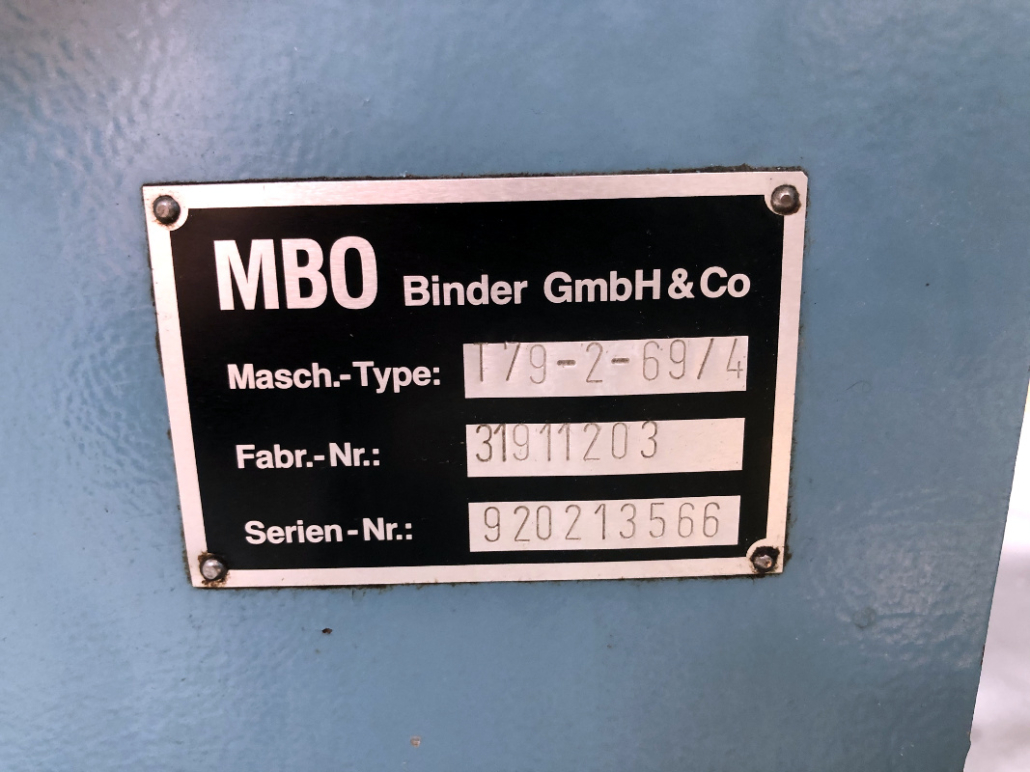 MBO Binder GmbH & Co
Masch.-Type: T79-2-69/4
Fabr.-Nr.: 31911203
Serien-Nr.: 920213566